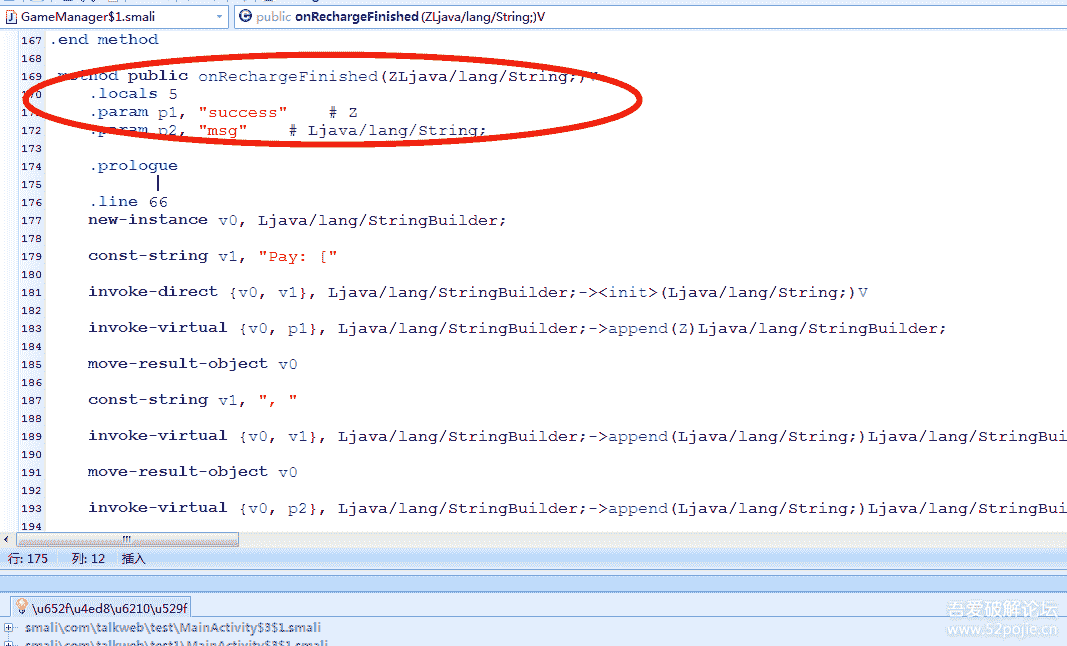 GameManager$1.smali
public onRechargeFinished(ZLjava/lang/String;)V
167 .end method
168
169 method public onRechargeFinished(ZLjava/lang/String;)V
170 .locals 5
.param p1, "success" # Z
172 .param p2, "msg" # Ljava/lang/String;
173
174 .prologue
175
176 .line 66
177 new-instance v0, Ljava/lang/StringBuilder;
178
179 const-string v1, "Pay: ["
180
181 invoke-direct {v0, v1}, Ljava/lang/StringBuilder;-><init>(Ljava/lang/String;)V
182
183 invoke-virtual {v0, p1}, Ljava/lang/StringBuilder;->append(Z)Ljava/lang/StringBuilder;
184
185 move-result-object v0
186
187 const-string v1, ", "
188
189 invoke-virtual {v0, v1}, Ljava/lang/StringBuilder;->append(Ljava/lang/String;)Ljava/lang/StringBui
190
191 move-result-object v0
192
193 invoke-virtual {v0, p2}, Ljava/lang/StringBuilder;->append(Ljava/lang/String;)Ljava/lang/StringBui
194
行: 175 列: 12 插入
\u652f\u4ed8\u6210\u529f
smali\com\talkweb\test\MainActivity$3$1.smali
smali\com\talkweb\test1\MainActivity$3$1.smali
吾爱破解论坛
www.52pojie.cn